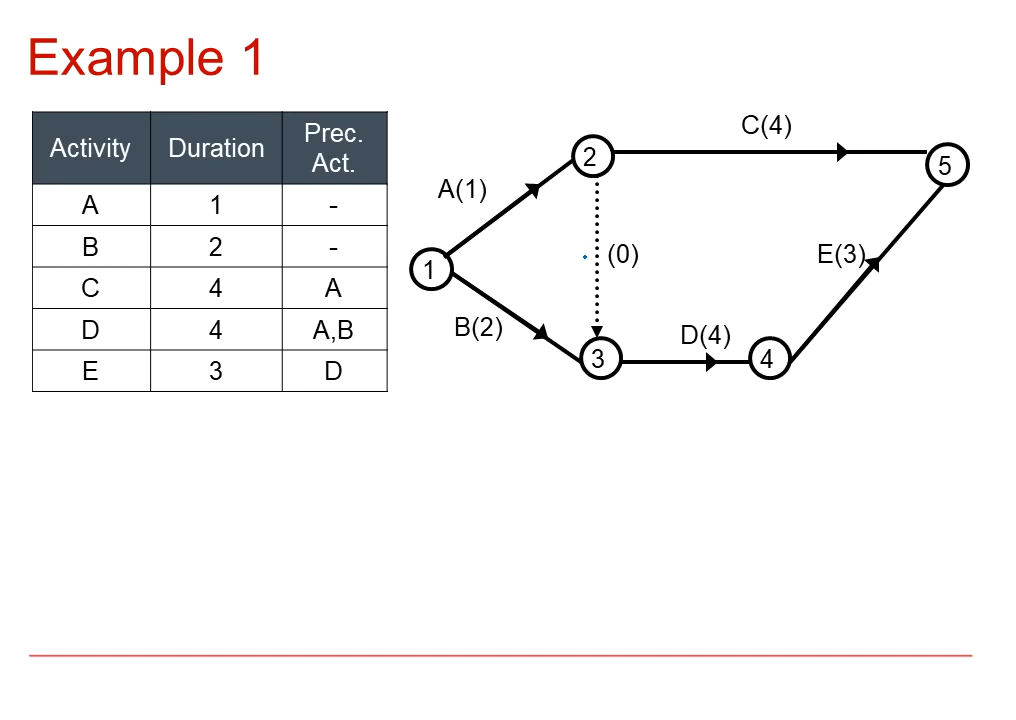 Example 1
Activity Duration Prec. Act.
A 1 -
B 2 -
C 4 A
D 4 A,B
E 3 D
C(4)
2
5
A(1)
(0)
E(3)
1
B(2)
D(4)
3
4